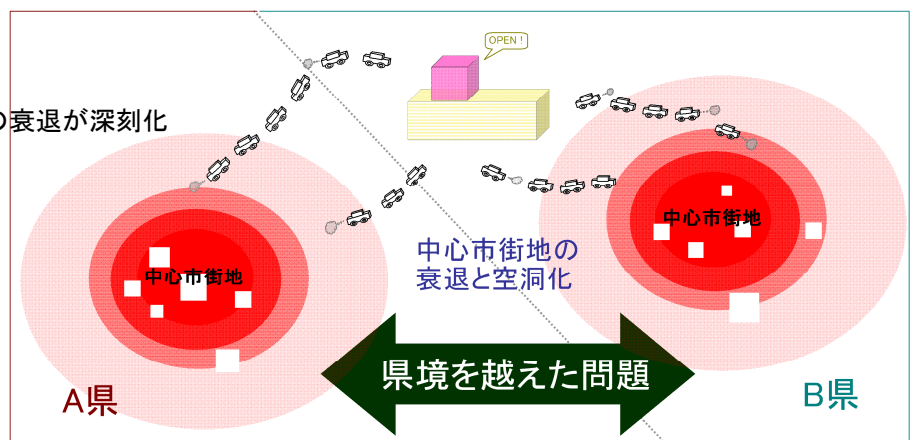 OPEN！
の衰退が深刻化
中心市街地
中心市街地
中心市街地の
衰退と空洞化
県境を越えた問題
A県
B県